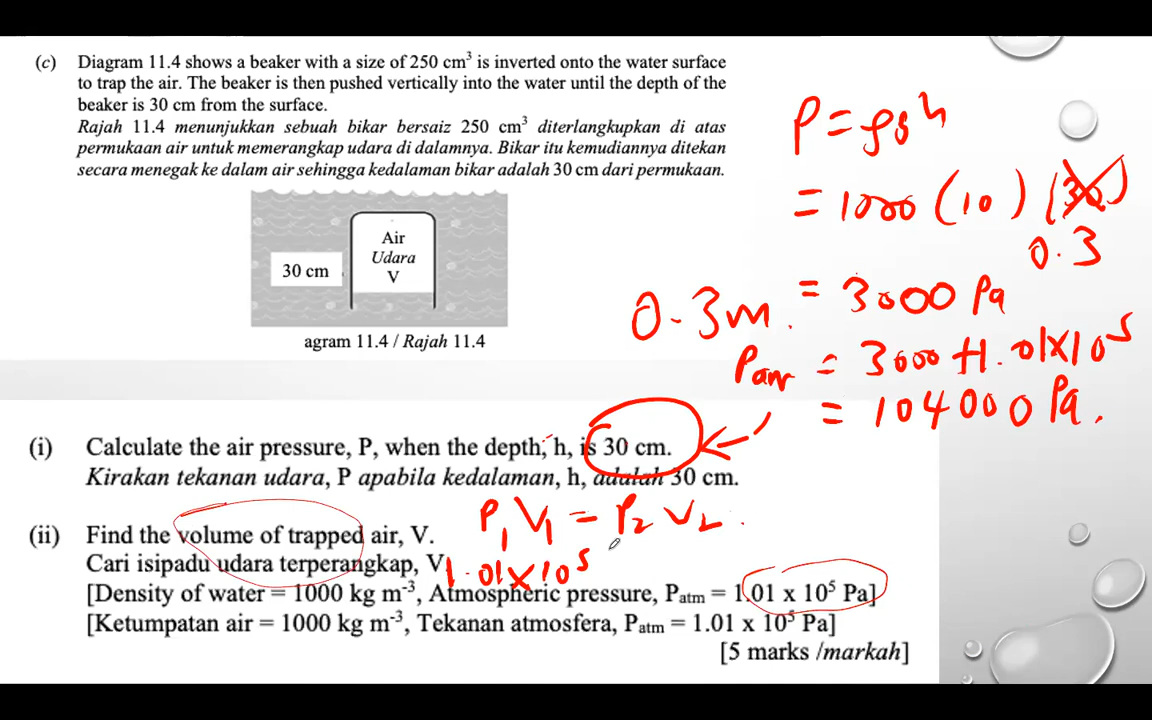 (c) Diagram 11.4 shows a beaker with a size of 250 cm³ is inverted onto the water surface
to trap the air. The beaker is then pushed vertically into the water until the depth of the
beaker is 30 cm from the surface.
Rajah 11.4 menunjukkan sebuah bikar bersaiz 250 cm³ diterlangkupkan di atas
permukaan air untuk memerangkap udara di dalamnya. Bikar itu kemudiannya ditekan
secara menegak ke dalam air sehingga kedalaman bikar adalah 30 cm dari permukaan.
Air
Udara
V
30 cm
agram 11.4 / Rajah 11.4
P = ρgh
= 1000 (10) (30)
0.3
= 3000 Pa
0.3m.
Pair = 3000 + 1.01x10⁵
= 104000 Pa.
(i) Calculate the air pressure, P, when the depth, h, is 30 cm.
Kirakan tekanan udara, P apabila kedalaman, h, adalah 30 cm.
P₁V₁ = P₂V₂.
(ii) Find the volume of trapped air, V.
Cari isipadu udara terperangkap, V
1.01x10⁵
[Density of water = 1000 kg m⁻³, Atmospheric pressure, Patm = 1.01 x 10⁵ Pa]
[Ketumpatan air = 1000 kg m⁻³, Tekanan atmosfera, Patm = 1.01 x 10⁵ Pa]
[5 marks /markah]